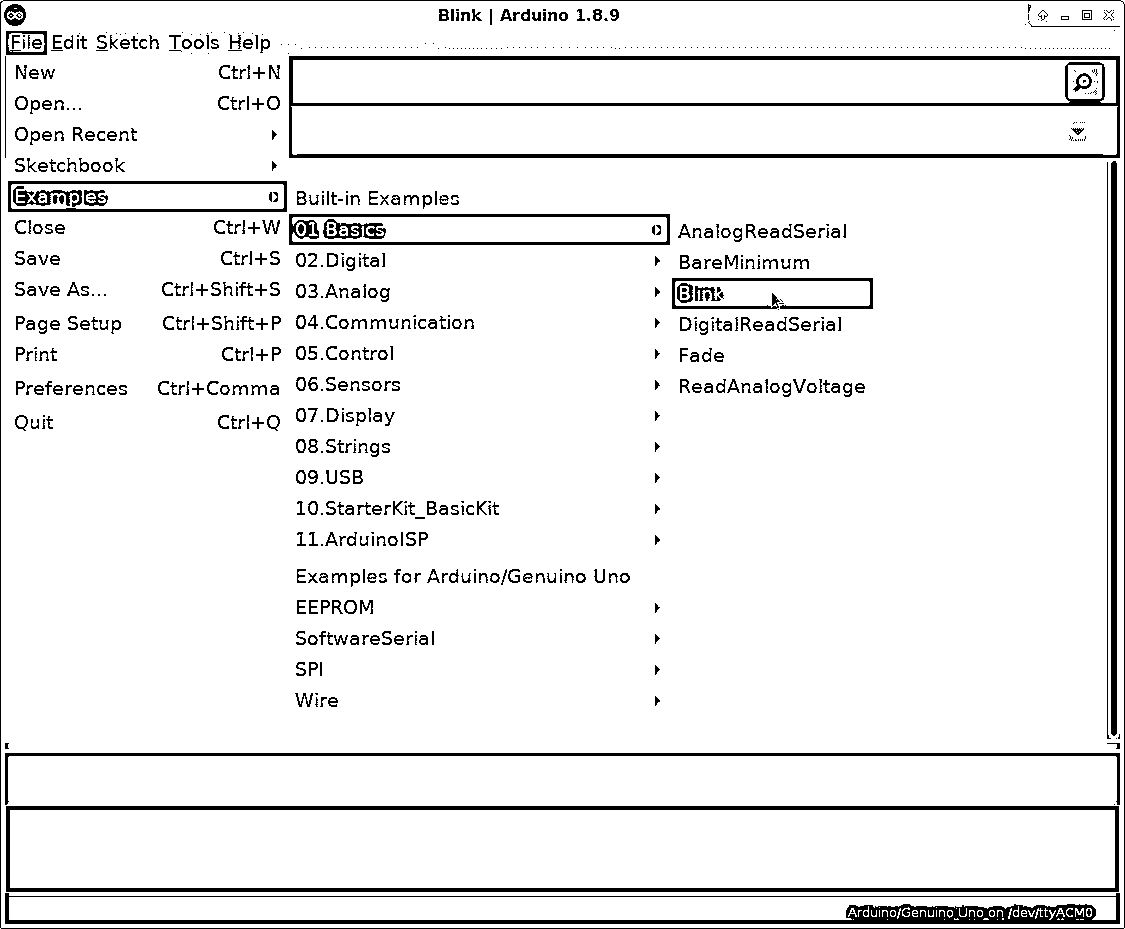 Blink | Arduino 1.8.9
File Edit Sketch Tools Help
New Ctrl+N
Open... Ctrl+O
Open Recent
Sketchbook
Examples
Close Ctrl+W
Save Ctrl+S
Save As... Ctrl+Shift+S
Page Setup Ctrl+Shift+P
Print Ctrl+P
Preferences Ctrl+Comma
Quit Ctrl+Q
Built-in Examples
01 Basics
02.Digital
03.Analog
04.Communication
05.Control
06.Sensors
07.Display
08.Strings
09.USB
10.StarterKit_BasicKit
11.ArduinoISP
Examples for Arduino/Genuino Uno
EEPROM
SoftwareSerial
SPI
Wire
AnalogReadSerial
BareMinimum
Blink
DigitalReadSerial
Fade
ReadAnalogVoltage
Arduino/Genuino Uno on /dev/ttyACM0